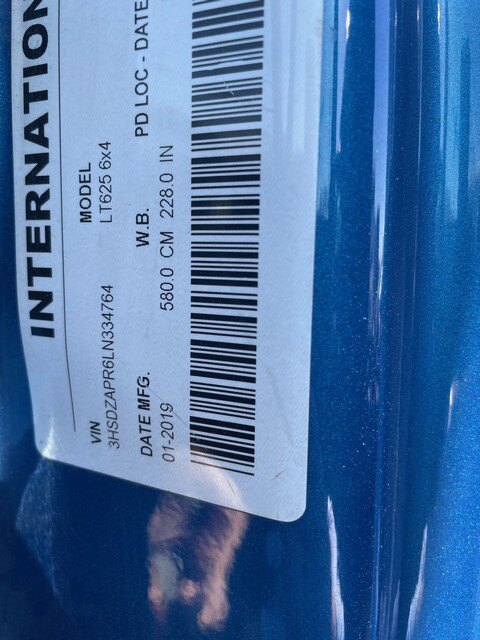 INTERNATION
VIN MODEL
3HSDZAPR6LN334764 LT625 6x4
DATE MFG. W.B. PD LOC - DATE
01-2019 580.0 CM 228.0 IN